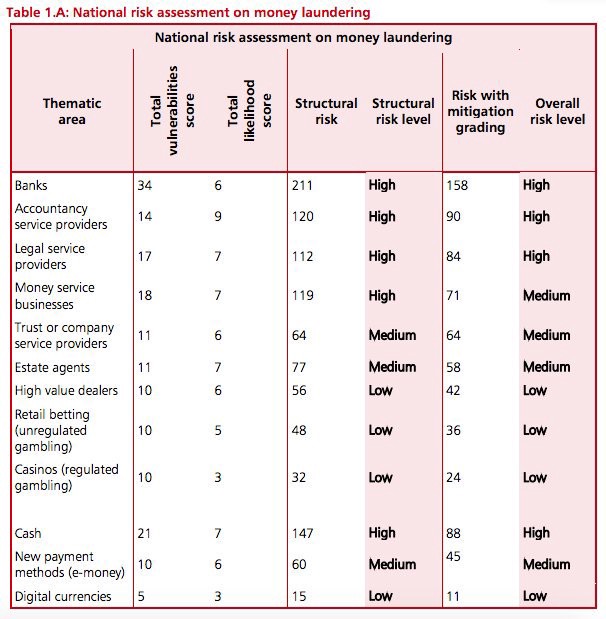 Table 1.A: National risk assessment on money laundering
National risk assessment on money laundering
Thematic area | Total vulnerabilities score | Total likelihood score | Structural risk | Structural risk level | Risk with mitigation grading | Overall risk level
Banks 34 6 211 High 158 High
Accountancy service providers 14 9 120 High 90 High
Legal service providers 17 7 112 High 84 High
Money service businesses 18 7 119 High 71 Medium
Trust or company service providers 11 6 64 Medium 64 Medium
Estate agents 11 7 77 Medium 58 Medium
High value dealers 10 6 56 Low 42 Low
Retail betting (unregulated gambling) 10 5 48 Low 36 Low
Casinos (regulated gambling) 10 3 32 Low 24 Low
Cash 21 7 147 High 88 High
New payment methods (e-money) 10 6 60 Medium 45 Medium
Digital currencies 5 3 15 Low 11 Low